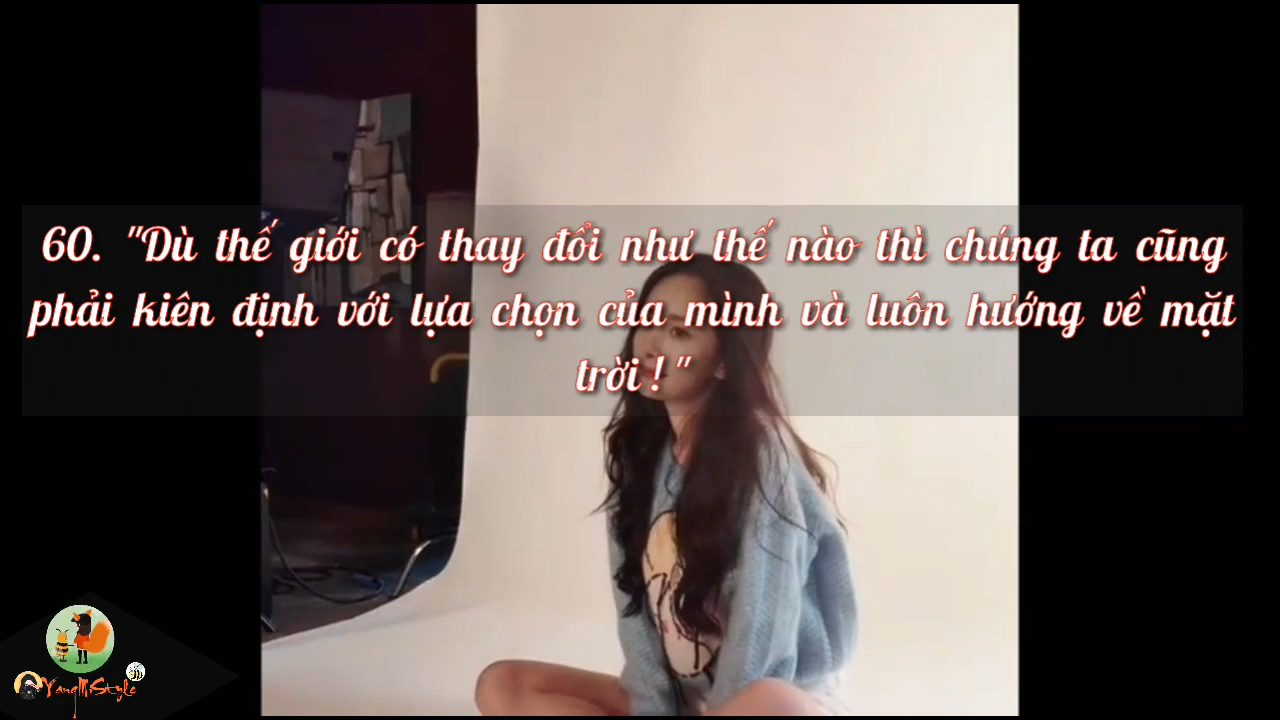 60. "Dù thế giới có thay đổi như thế nào thì chúng ta cũng
phải kiên định với lựa chọn của mình và luôn hướng về mặt
trời ! "
YangMiStyle